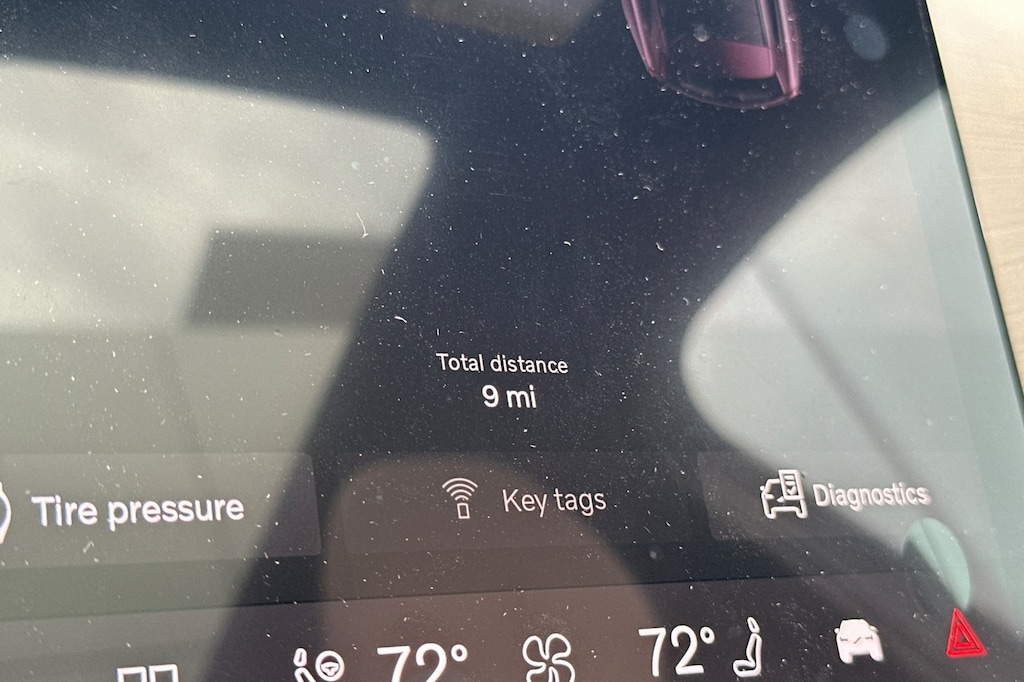 Total distance
9 mi
Tire pressure
Key tags
Diagnostics
72°
72°